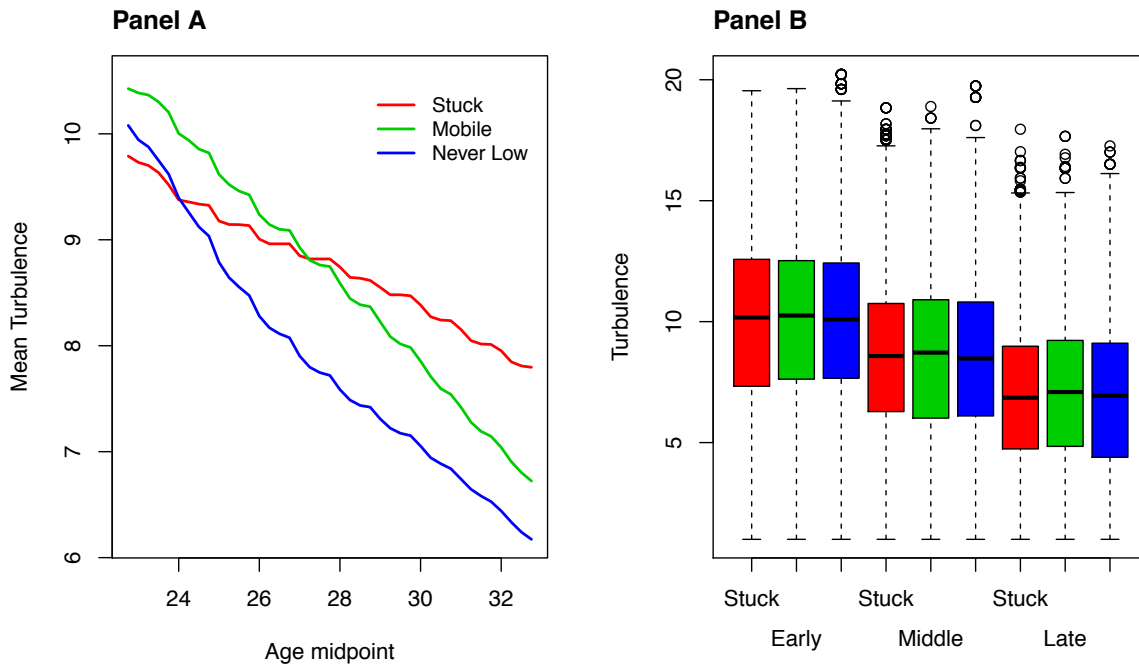 Panel A
Mean Turbulence
10
9
8
7
6
Stuck
Mobile
Never Low
24 26 28 30 32
Age midpoint
Panel B
Turbulence
20
15
10
5
Stuck Stuck Stuck
Early Middle Late